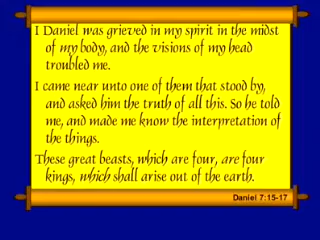 I Daniel was grieved in my spirit in the midst
of my body, and the visions of my head
troubled me.
I came near unto one of them that stood by,
and asked him the truth of all this. So he told
me, and made me know the interpretation of
the things.
These great beasts, which are four, are four
kings, which shall arise out of the earth.
Daniel 7:15-17